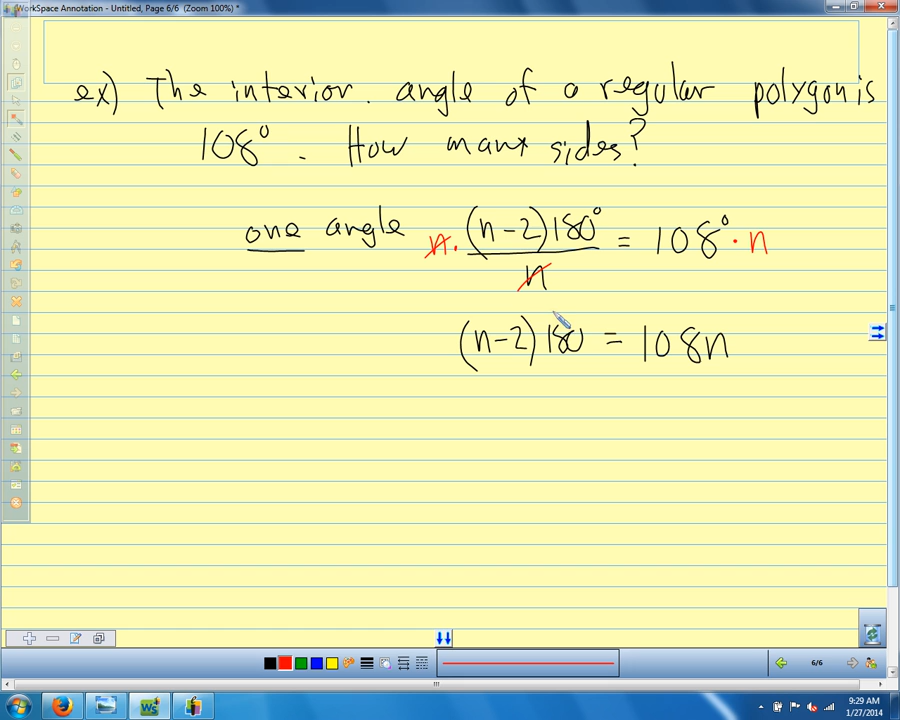 WorkSpace Annotation - Untitled, Page 6/6 (Zoom 100%) *
ex) The interior. angle of a regular polygon is
108°. How many sides?
one angle n · (n-2)180° / n = 108° · n
(n-2)180 = 108n
6/6
9:29 AM
1/27/2014